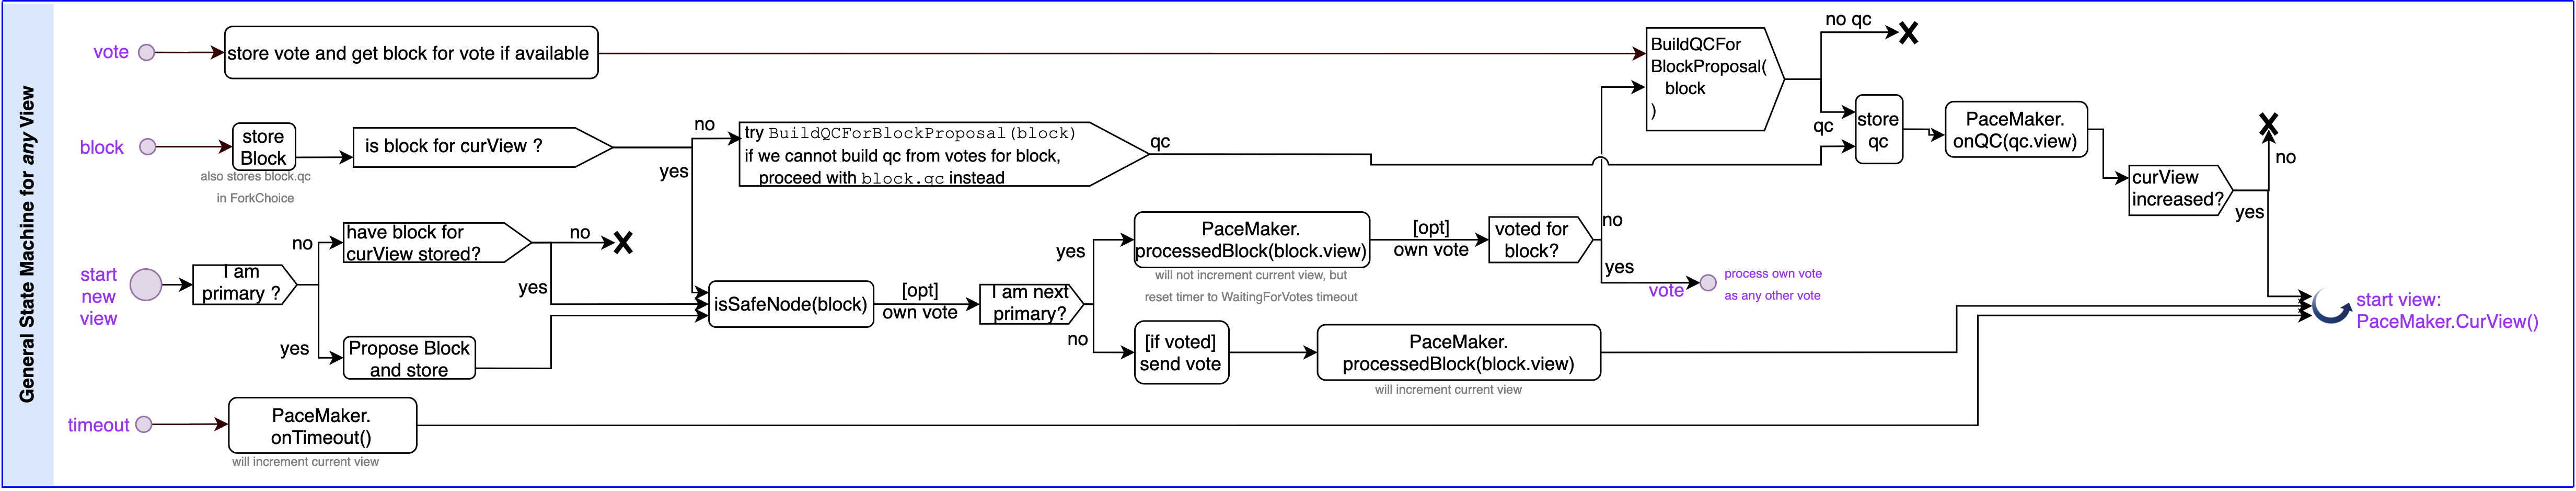 General State Machine for any View
vote
store vote and get block for vote if available
BuildQCFor
BlockProposal(
block
)
no qc
qc
store
qc
PaceMaker.
onQC(qc.view)
curView
increased?
no
yes
block
store
Block
also stores block.qc
in ForkChoice
is block for curView ?
no
yes
try BuildQCForBlockProposal(block)
if we cannot build qc from votes for block,
proceed with block.qc instead
qc
start
new
view
I am
primary ?
no
yes
have block for
curView stored?
no
yes
Propose Block
and store
isSafeNode(block)
[opt]
own vote
I am next
primary?
yes
no
PaceMaker.
processedBlock(block.view)
will not increment current view, but
reset timer to WaitingForVotes timeout
[opt]
own vote
voted for
block?
no
yes
vote
process own vote
as any other vote
[if voted]
send vote
PaceMaker.
processedBlock(block.view)
will increment current view
start view:
PaceMaker.CurView()
timeout
PaceMaker.
onTimeout()
will increment current view